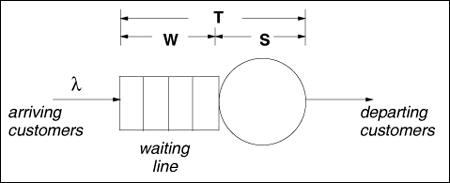 T
W
S
λ
arriving
customers
departing
customers
waiting
line